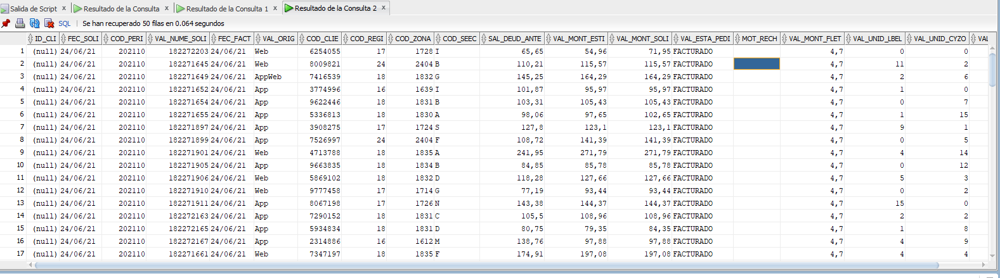 Salida de Script x Resultado de la Consulta x Resultado de la Consulta 1 x Resultado de la Consulta 2 x
SQL | Se han recuperado 50 filas en 0.064 segundos
ID_CLI FEC_SOLI COD_PERI VAL_NUME_SOLI FEC_FACT VAL_ORIG COD_CLIE COD_REGI COD_ZONA COD_SEEC SAL_DEUD_ANTE VAL_MONT_ESTI VAL_MONT_SOLI VAL_ESTA_PEDI MOT_RECH VAL_MONT_FLET VAL_UNID_LBEL VAL_UNID_CYZO VAL
1 (null) 24/06/21 202110 182272203 24/06/21 Web 6254055 17 1728 I 65,65 54,96 71,95 FACTURADO 4,7 0 0
2 (null) 24/06/21 202110 182271645 24/06/21 Web 8009821 24 2404 B 110,21 115,57 115,57 FACTURADO 4,7 11 2
3 (null) 24/06/21 202110 182271649 24/06/21 AppWeb 7416539 18 1832 G 145,25 164,29 164,29 FACTURADO 4,7 2 6
4 (null) 24/06/21 202110 182271652 24/06/21 App 3774996 16 1639 I 101,87 95,97 95,97 FACTURADO 4,7 1 0
5 (null) 24/06/21 202110 182271654 24/06/21 App 9622446 18 1831 B 103,31 105,43 105,43 FACTURADO 4,7 0 7
6 (null) 24/06/21 202110 182271655 24/06/21 App 5336813 18 1830 A 98,06 97,65 102,65 FACTURADO 4,7 1 15
7 (null) 24/06/21 202110 182271897 24/06/21 App 3908275 17 1724 S 127,8 123,1 123,1 FACTURADO 4,7 9 1
8 (null) 24/06/21 202110 182271899 24/06/21 App 7526997 24 2404 F 108,72 141,39 141,39 FACTURADO 4,7 0 5
9 (null) 24/06/21 202110 182271901 24/06/21 Web 4713788 18 1835 A 241,95 271,79 271,79 FACTURADO 4,7 4 14
10 (null) 24/06/21 202110 182271905 24/06/21 App 9663835 18 1834 B 84,85 85,78 85,78 FACTURADO 4,7 0 12
11 (null) 24/06/21 202110 182271906 24/06/21 Web 5869102 18 1832 D 118,28 127,66 127,66 FACTURADO 4,7 5 3
12 (null) 24/06/21 202110 182271910 24/06/21 Web 9777458 17 1714 G 77,19 93,44 93,44 FACTURADO 4,7 0 2
13 (null) 24/06/21 202110 182271911 24/06/21 App 8067198 17 1726 N 143,38 144,37 144,37 FACTURADO 4,7 15 0
14 (null) 24/06/21 202110 182272163 24/06/21 App 7290152 18 1831 C 105,5 108,96 108,96 FACTURADO 4,7 2 2
15 (null) 24/06/21 202110 182272165 24/06/21 App 5934834 18 1831 D 80,75 79,35 84,35 FACTURADO 4,7 1 8
16 (null) 24/06/21 202110 182272167 24/06/21 App 2314886 16 1612 M 138,76 97,88 97,88 FACTURADO 4,7 4 9
17 (null) 24/06/21 202110 182271661 24/06/21 Web 7347197 18 1835 F 174,91 197,08 197,08 FACTURADO 4,7 4 4